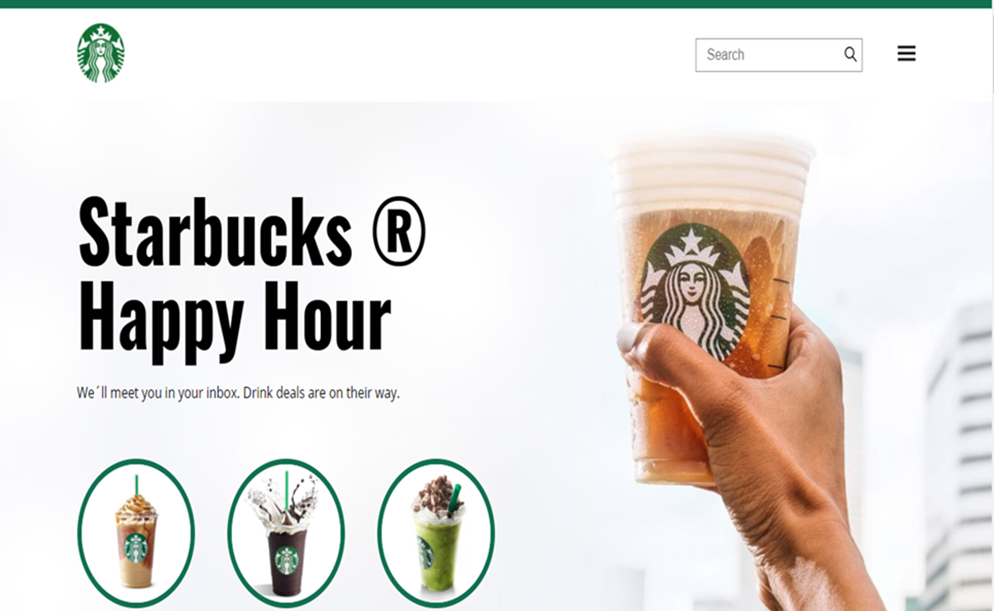 Search
Starbucks ®
Happy Hour
We´ll meet you in your inbox. Drink deals are on their way.